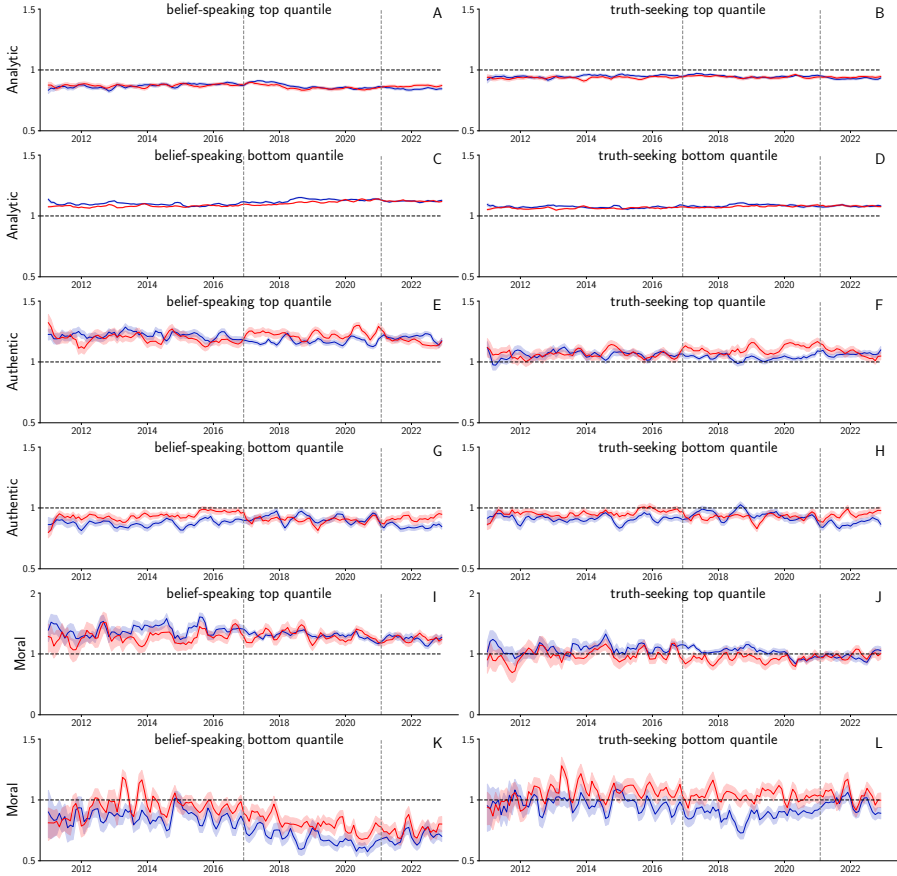 belief-speaking top quantile A
1.5
1
0.5
Analytic
2012 2014 2016 2018 2020 2022
truth-seeking top quantile B
1.5
1
0.5
2012 2014 2016 2018 2020 2022
belief-speaking bottom quantile C
1.5
1
0.5
Analytic
2012 2014 2016 2018 2020 2022
truth-seeking bottom quantile D
1.5
1
0.5
2012 2014 2016 2018 2020 2022
belief-speaking top quantile E
1.5
1
0.5
Authentic
2012 2014 2016 2018 2020 2022
truth-seeking top quantile F
1.5
1
0.5
2012 2014 2016 2018 2020 2022
belief-speaking bottom quantile G
1.5
1
0.5
Authentic
2012 2014 2016 2018 2020 2022
truth-seeking bottom quantile H
1.5
1
0.5
2012 2014 2016 2018 2020 2022
belief-speaking top quantile I
2
1
0
Moral
2012 2014 2016 2018 2020 2022
truth-seeking top quantile J
2
1
0
2012 2014 2016 2018 2020 2022
belief-speaking bottom quantile K
1.5
1
0.5
Moral
2012 2014 2016 2018 2020 2022
truth-seeking bottom quantile L
1.5
1
0.5
2012 2014 2016 2018 2020 2022